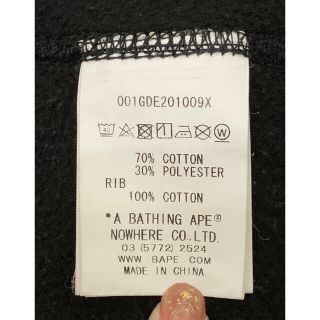 001GDE201009X
70% COTTON
30% POLYESTER
RIB
100% COTTON
*A BATHING APE®
NOWHERE CO., LTD.
03 (5772) 2524
WWW. BAPE. COM
MADE IN CHINA